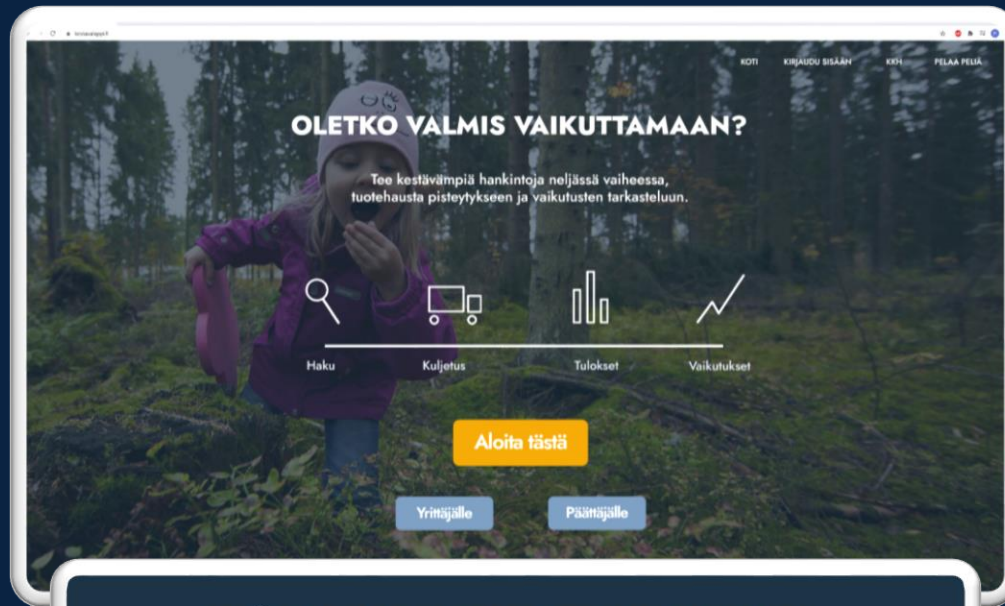 KOTI KIRJAUDU SISÄÄN KKH PELAA PELIÄ
OLETKO VALMIS VAIKUTTAMAAN?
Tee kestävämpiä hankintoja neljässä vaiheessa,
tuotehausta pisteytykseen ja vaikutusten tarkasteluun.
Haku Kuljetus Tulokset Vaikutukset
Aloita tästä
Yrittäjälle Päättäjälle